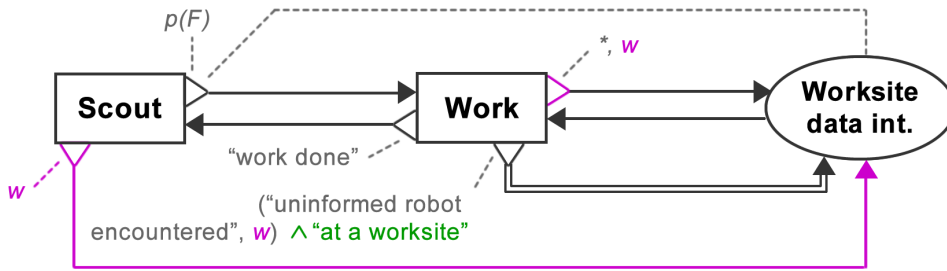 p(F)
*, w
Scout
Work
Worksite
data int.
“work done”
w
(“uninformed robot
encountered”, w) ∧ “at a worksite”